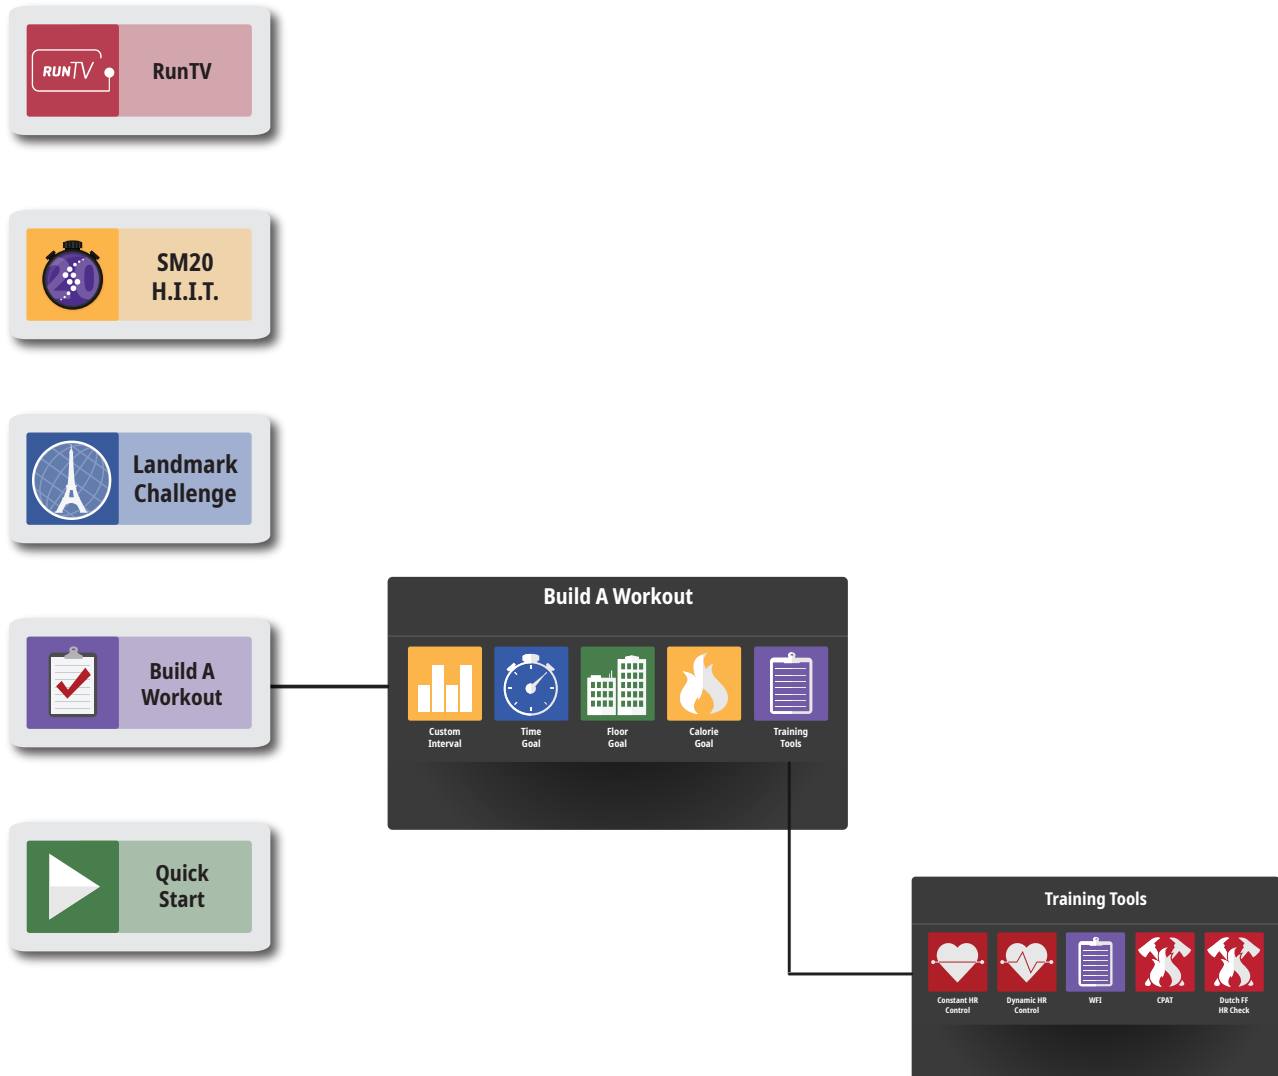 RUNTV
RunTV
20
SM20
H.I.I.T.
Landmark
Challenge
Build A
Workout
Build A Workout
Custom
Interval
Time
Goal
Floor
Goal
Calorie
Goal
Training
Tools
Quick
Start
Training Tools
Constant HR
Control
Dynamic HR
Control
WFI
CPAT
Dutch FF
HR Check